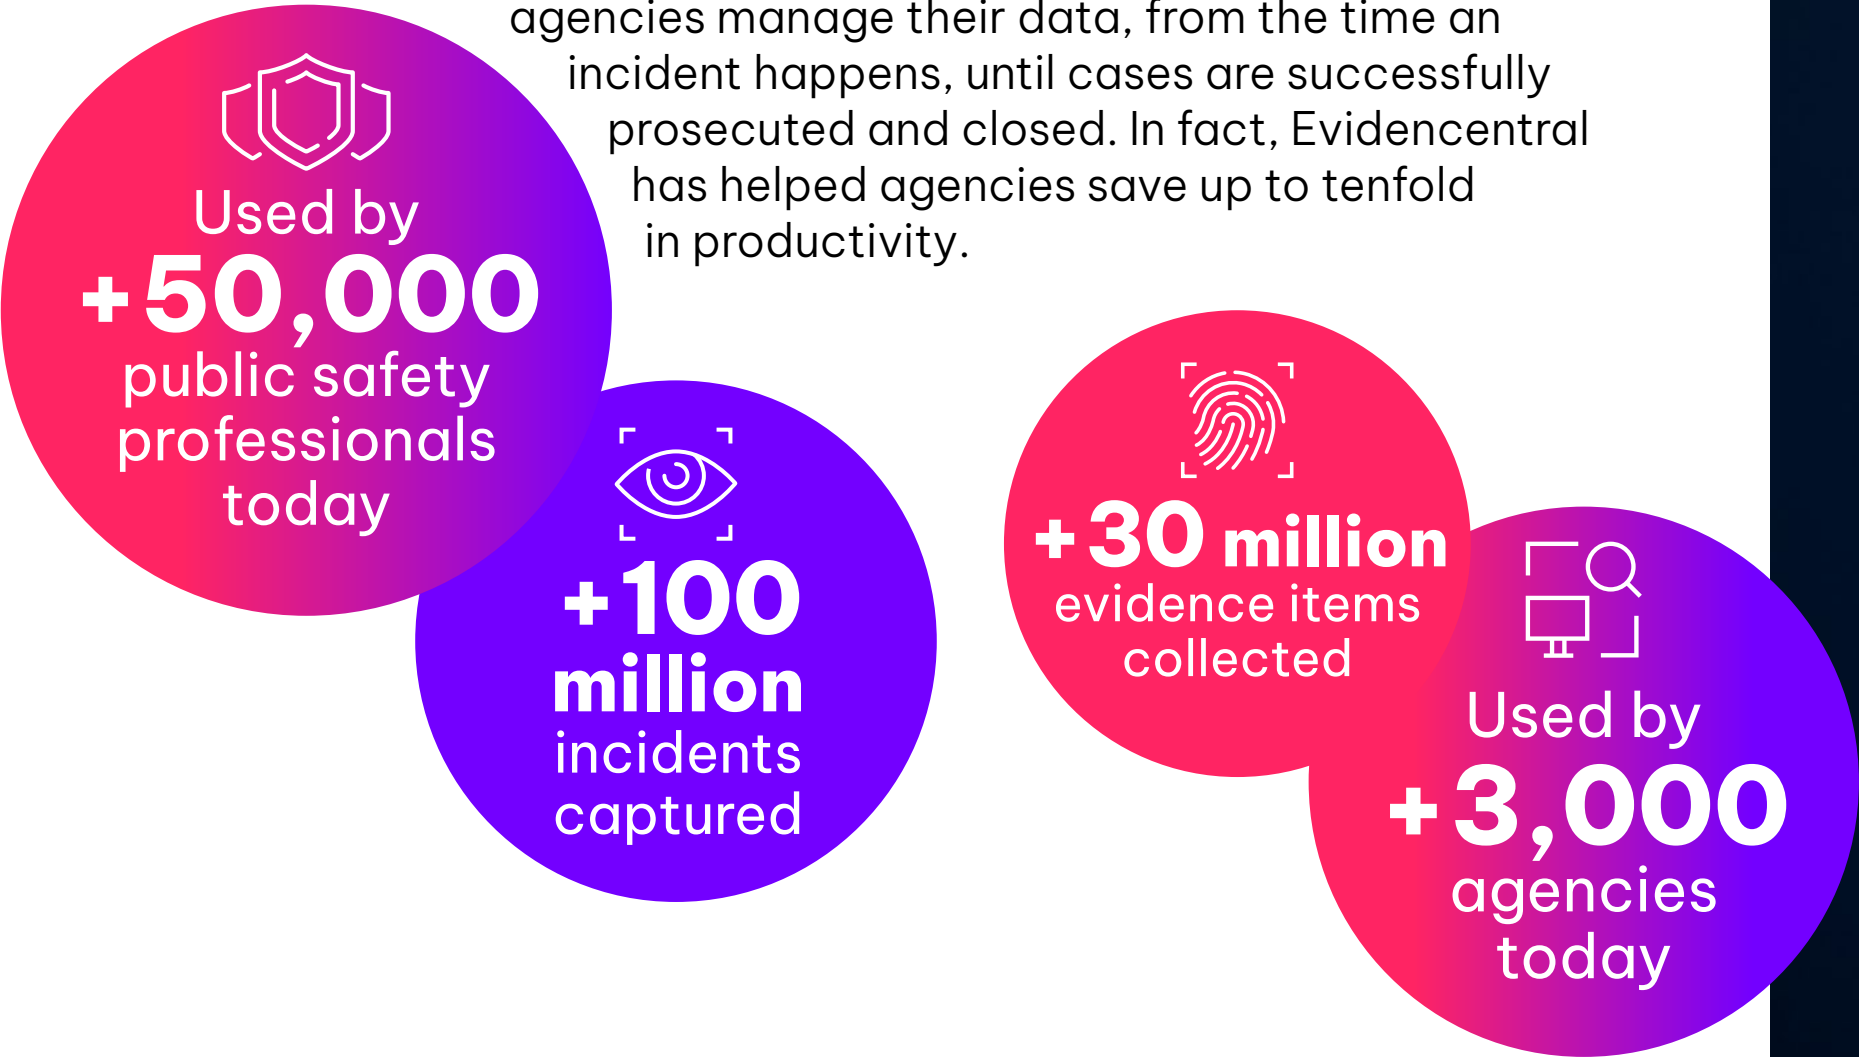 agencies manage their data, from the time an
incident happens, until cases are successfully
prosecuted and closed. In fact, Evidencentral
has helped agencies save up to tenfold
in productivity.
Used by
+50,000
public safety
professionals
today
+100
million
incidents
captured
+30 million
evidence items
collected
Used by
+3,000
agencies
today